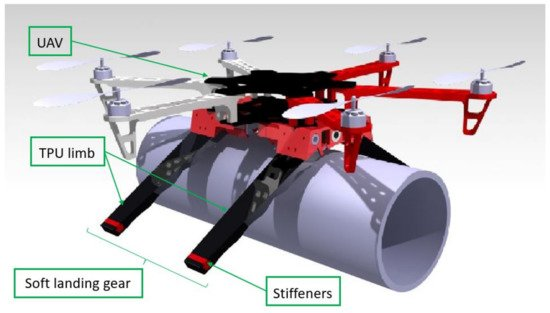 UAV
TPU limb
Soft landing gear
Stiffeners